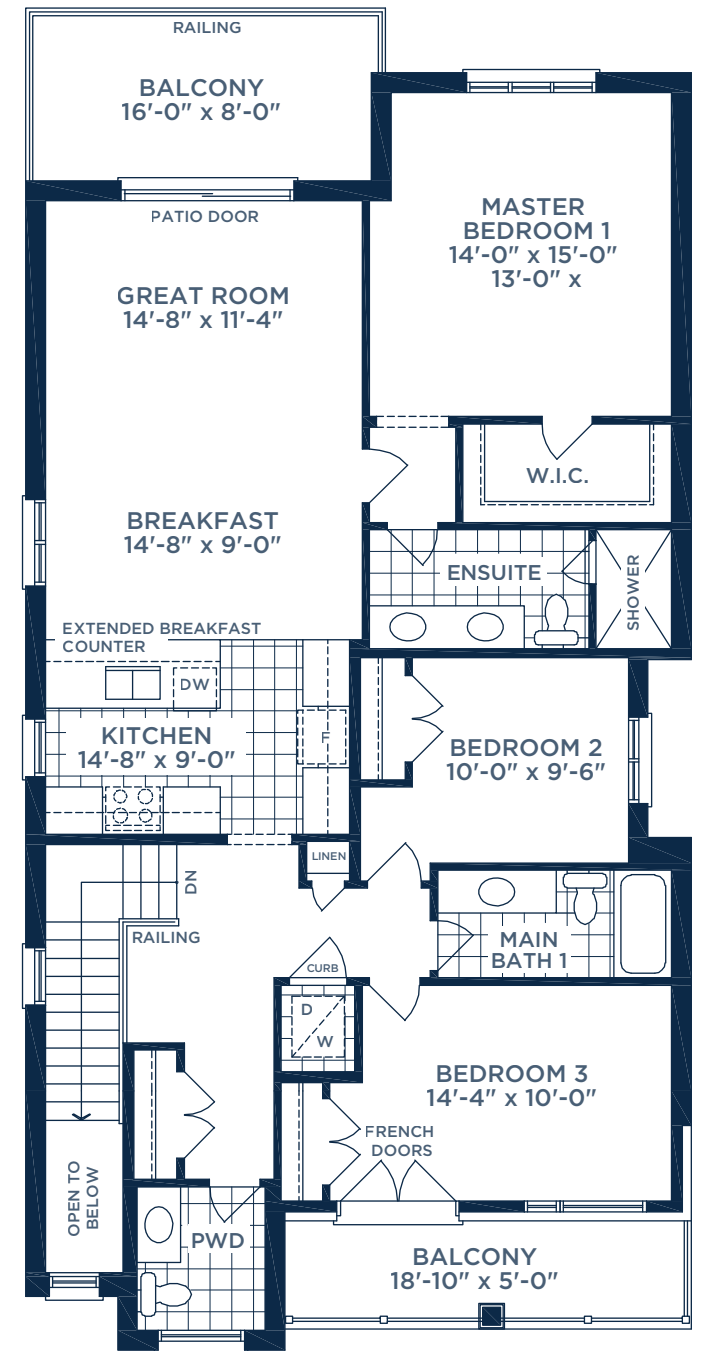 RAILING
BALCONY
16'-0" x 8'-0"
PATIO DOOR
MASTER
BEDROOM 1
14'-0" x 15'-0"
13'-0" x
GREAT ROOM
14'-8" x 11'-4"
W.I.C.
BREAKFAST
14'-8" x 9'-0"
ENSUITE
SHOWER
EXTENDED BREAKFAST
COUNTER
DW
KITCHEN
14'-8" x 9'-0"
F
BEDROOM 2
10'-0" x 9'-6"
LINEN
DN
RAILING
MAIN
BATH 1
CURB
D
W
BEDROOM 3
14'-4" x 10'-0"
FRENCH
DOORS
OPEN TO
BELOW
PWD
BALCONY
18'-10" x 5'-0"